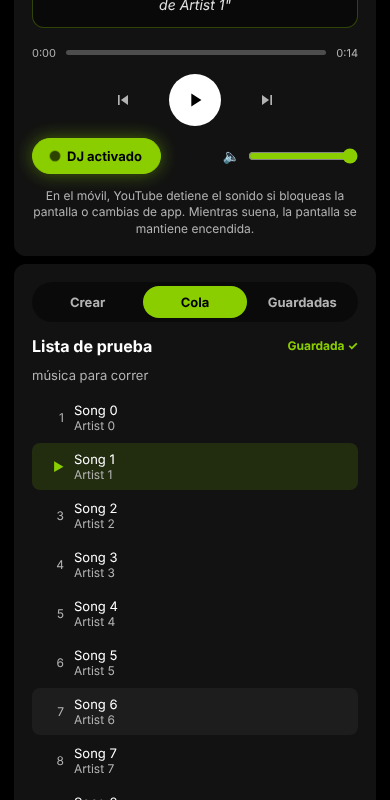 de Artist 1"
0:00 0:14
DJ activado
En el móvil, YouTube detiene el sonido si bloqueas la
pantalla o cambias de app. Mientras suena, la pantalla se
mantiene encendida.
Crear Cola Guardadas
Lista de prueba Guardada ✓
música para correr
1 Song 0
Artist 0
Song 1
Artist 1
3 Song 2
Artist 2
4 Song 3
Artist 3
5 Song 4
Artist 4
6 Song 5
Artist 5
7 Song 6
Artist 6
8 Song 7
Artist 7